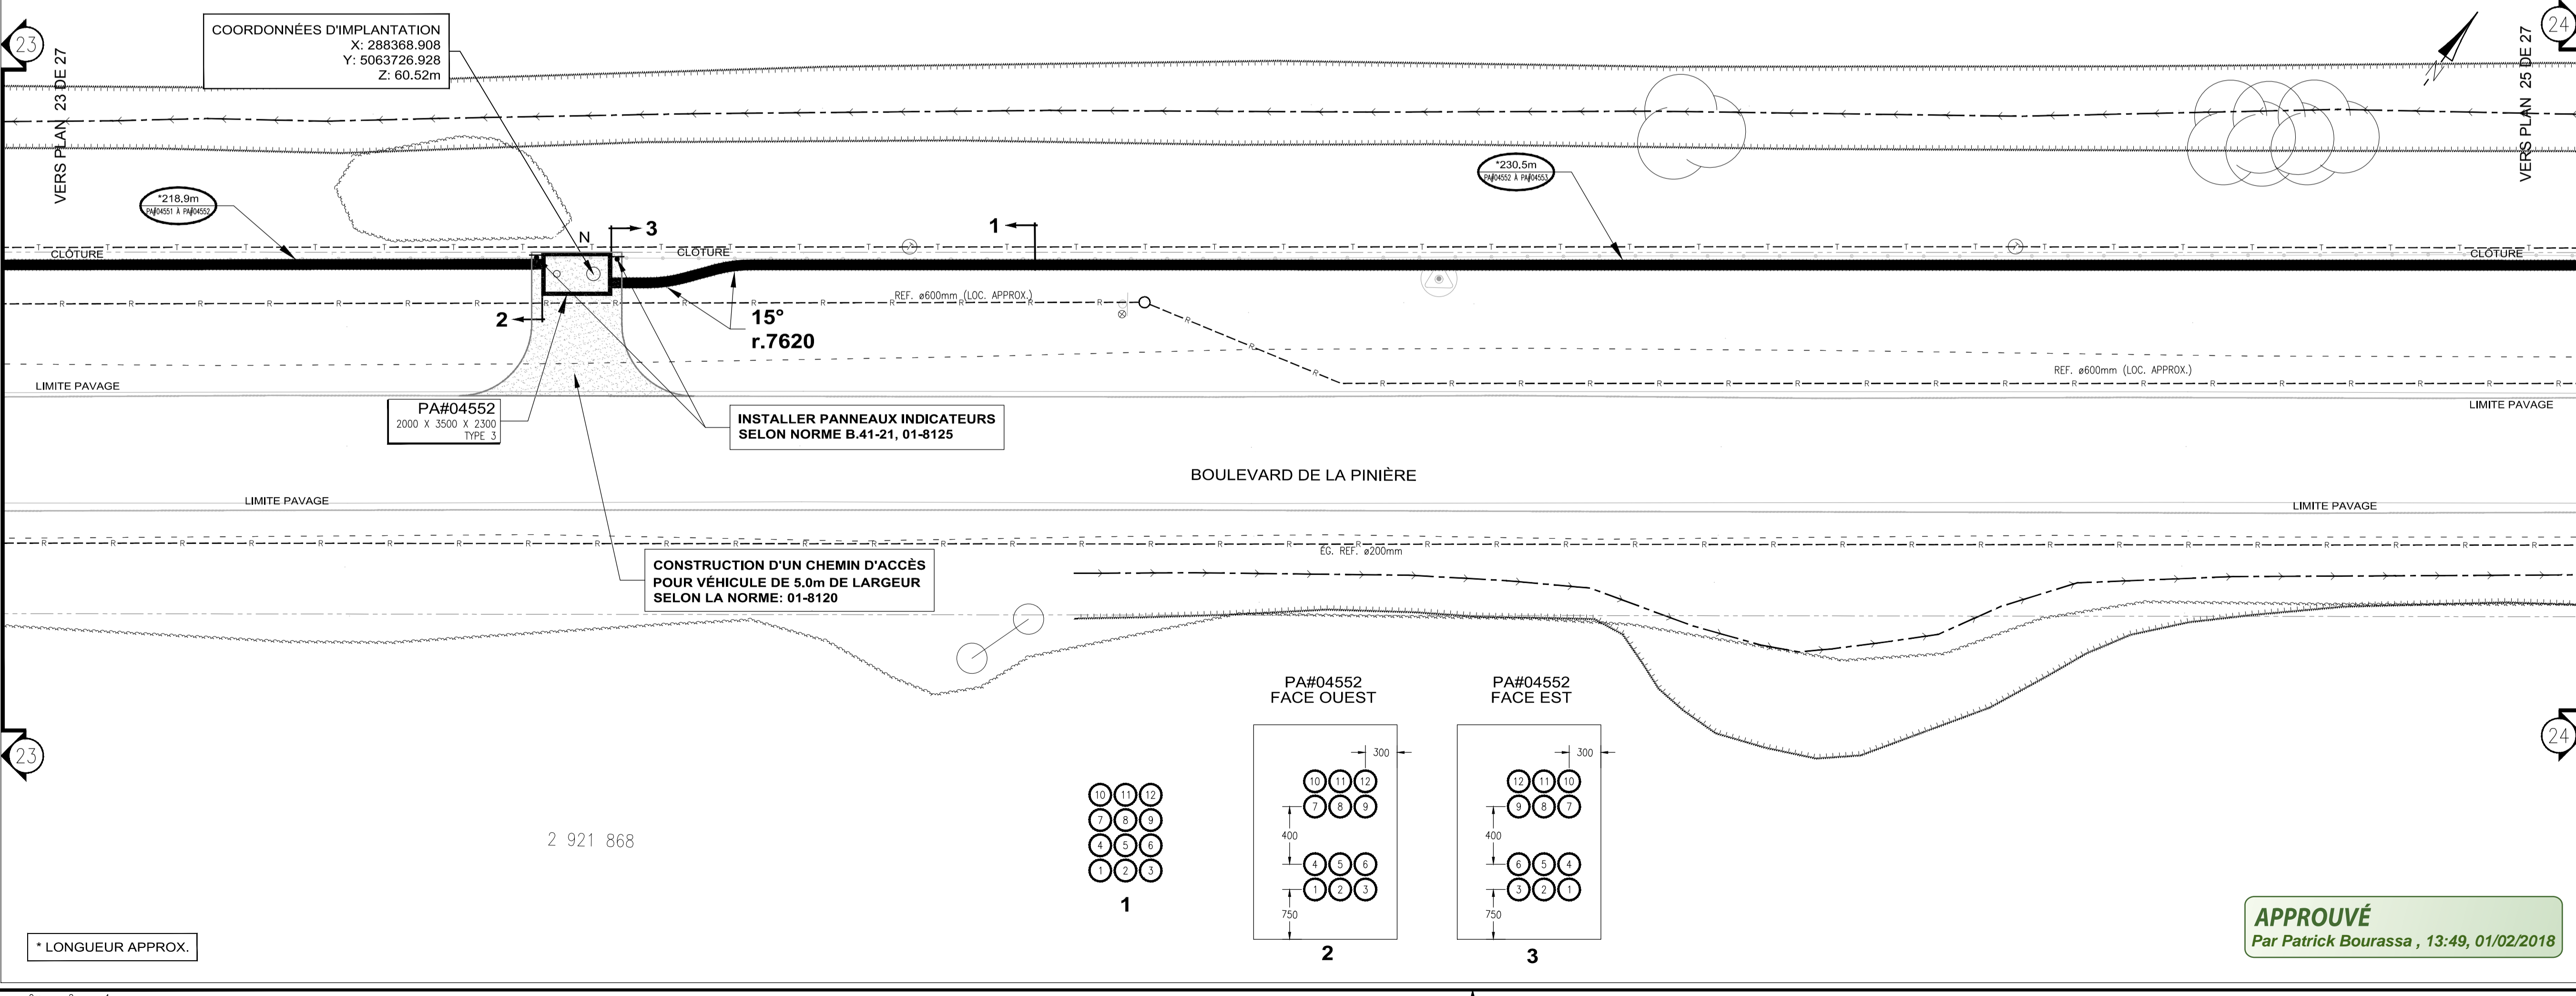 23
VERS PLAN 23 DE 27
COORDONNÉES D'IMPLANTATION
X: 288368.908
Y: 5063726.928
Z: 60.52m
24
VERS PLAN 25 DE 27
N
*218,9m
PA#04551 À PA#04552
*230,5m
PA#04552 À PA#04553
N
3
1
CLÔTURE
CLÔTURE
CLÔTURE
2
15°
r.7620
REF. ø600mm (LOC. APPROX.)
REF. ø600mm (LOC. APPROX.)
LIMITE PAVAGE
LIMITE PAVAGE
PA#04552
2000 X 3500 X 2300
TYPE 3
INSTALLER PANNEAUX INDICATEURS
SELON NORME B.41-21, 01-8125
BOULEVARD DE LA PINIÈRE
LIMITE PAVAGE
LIMITE PAVAGE
ÉG. REF. ø200mm
CONSTRUCTION D'UN CHEMIN D'ACCÈS
POUR VÉHICULE DE 5.0m DE LARGEUR
SELON LA NORME: 01-8120
23
24
2 921 868
10 11 12
7 8 9
4 5 6
1 2 3
1
PA#04552
FACE OUEST
300
10 11 12
7 8 9
400
4 5 6
1 2 3
750
2
PA#04552
FACE EST
300
12 11 10
9 8 7
400
6 5 4
3 2 1
750
3
* LONGUEUR APPROX.
APPROUVÉ
Par Patrick Bourassa , 13:49, 01/02/2018